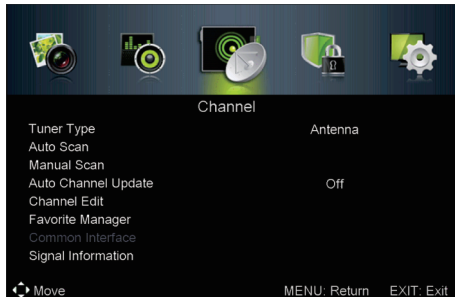 Channel
Tuner Type Antenna
Auto Scan
Manual Scan
Auto Channel Update Off
Channel Edit
Favorite Manager
Common Interface
Signal Information
Move MENU: Return EXIT: Exit